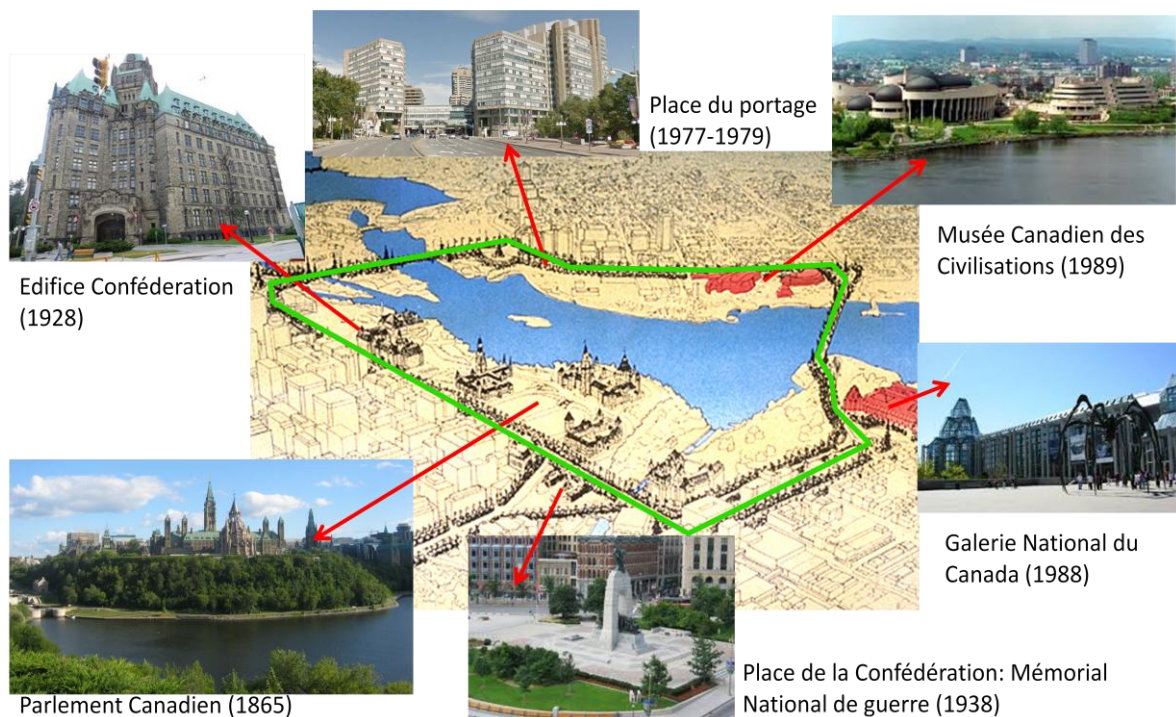 Place du portage
(1977-1979)
Musée Canadien des
Civilisations (1989)
Edifice Conféderation
(1928)
Galerie National du
Canada (1988)
Place de la Confédération: Mémorial
National de guerre (1938)
Parlement Canadien (1865)